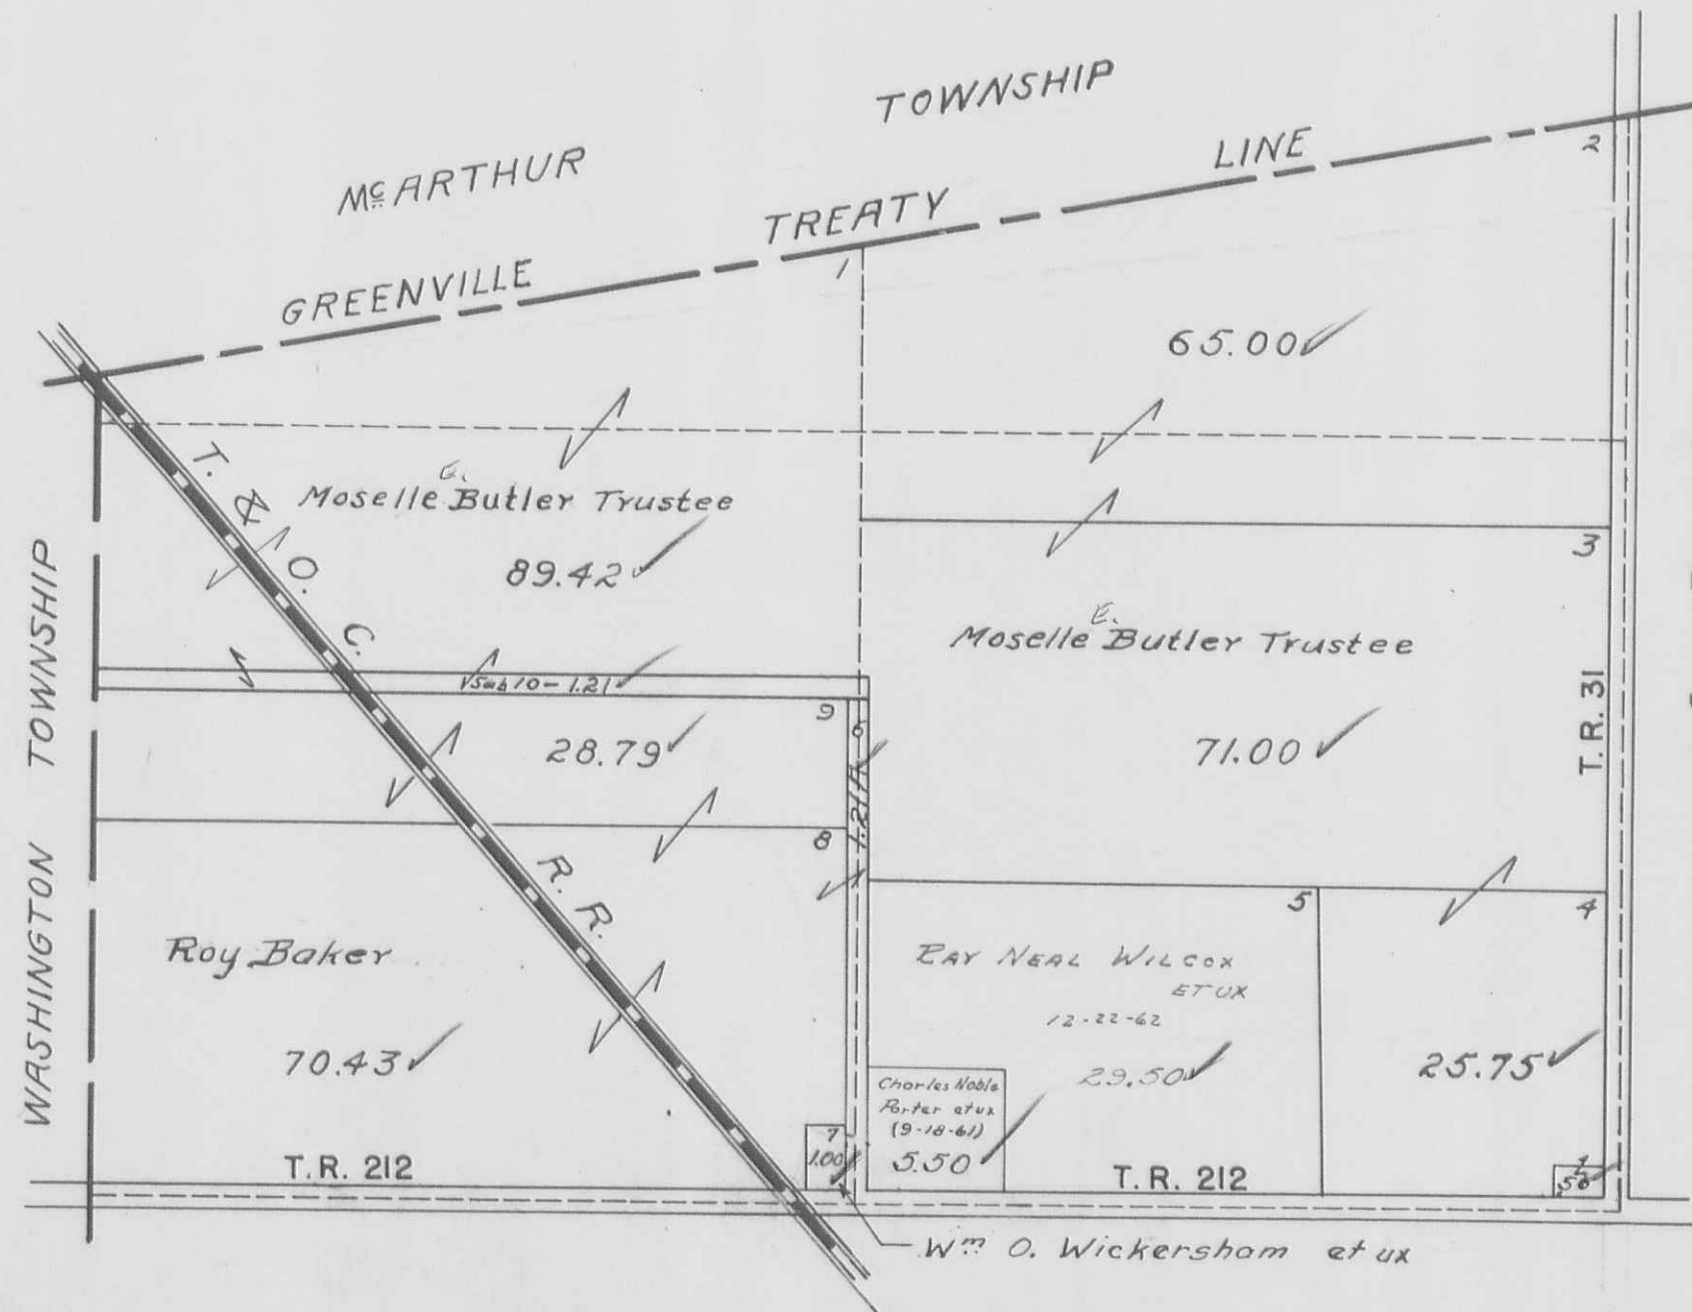 TOWNSHIP
McARTHUR
LINE
2
TREATY
1
GREENVILLE
65.00
T. & O. C. R. R.
E.
Moselle Butler Trustee
89.42
3
E.
Moselle Butler Trustee
WASHINGTON TOWNSHIP
Sub 10 - 1.21
T.R. 31
9
6
28.79
71.00
1.21
8
5
4
Roy Baker
RAY NEAL WILCOX
ET UX
12-22-62
70.43
29.50
25.75
Charles Noble
Porter et ux
(9-18-61)
5.50
7
1.00
T.R. 212
T.R. 212
Wm O. Wickersham et ux